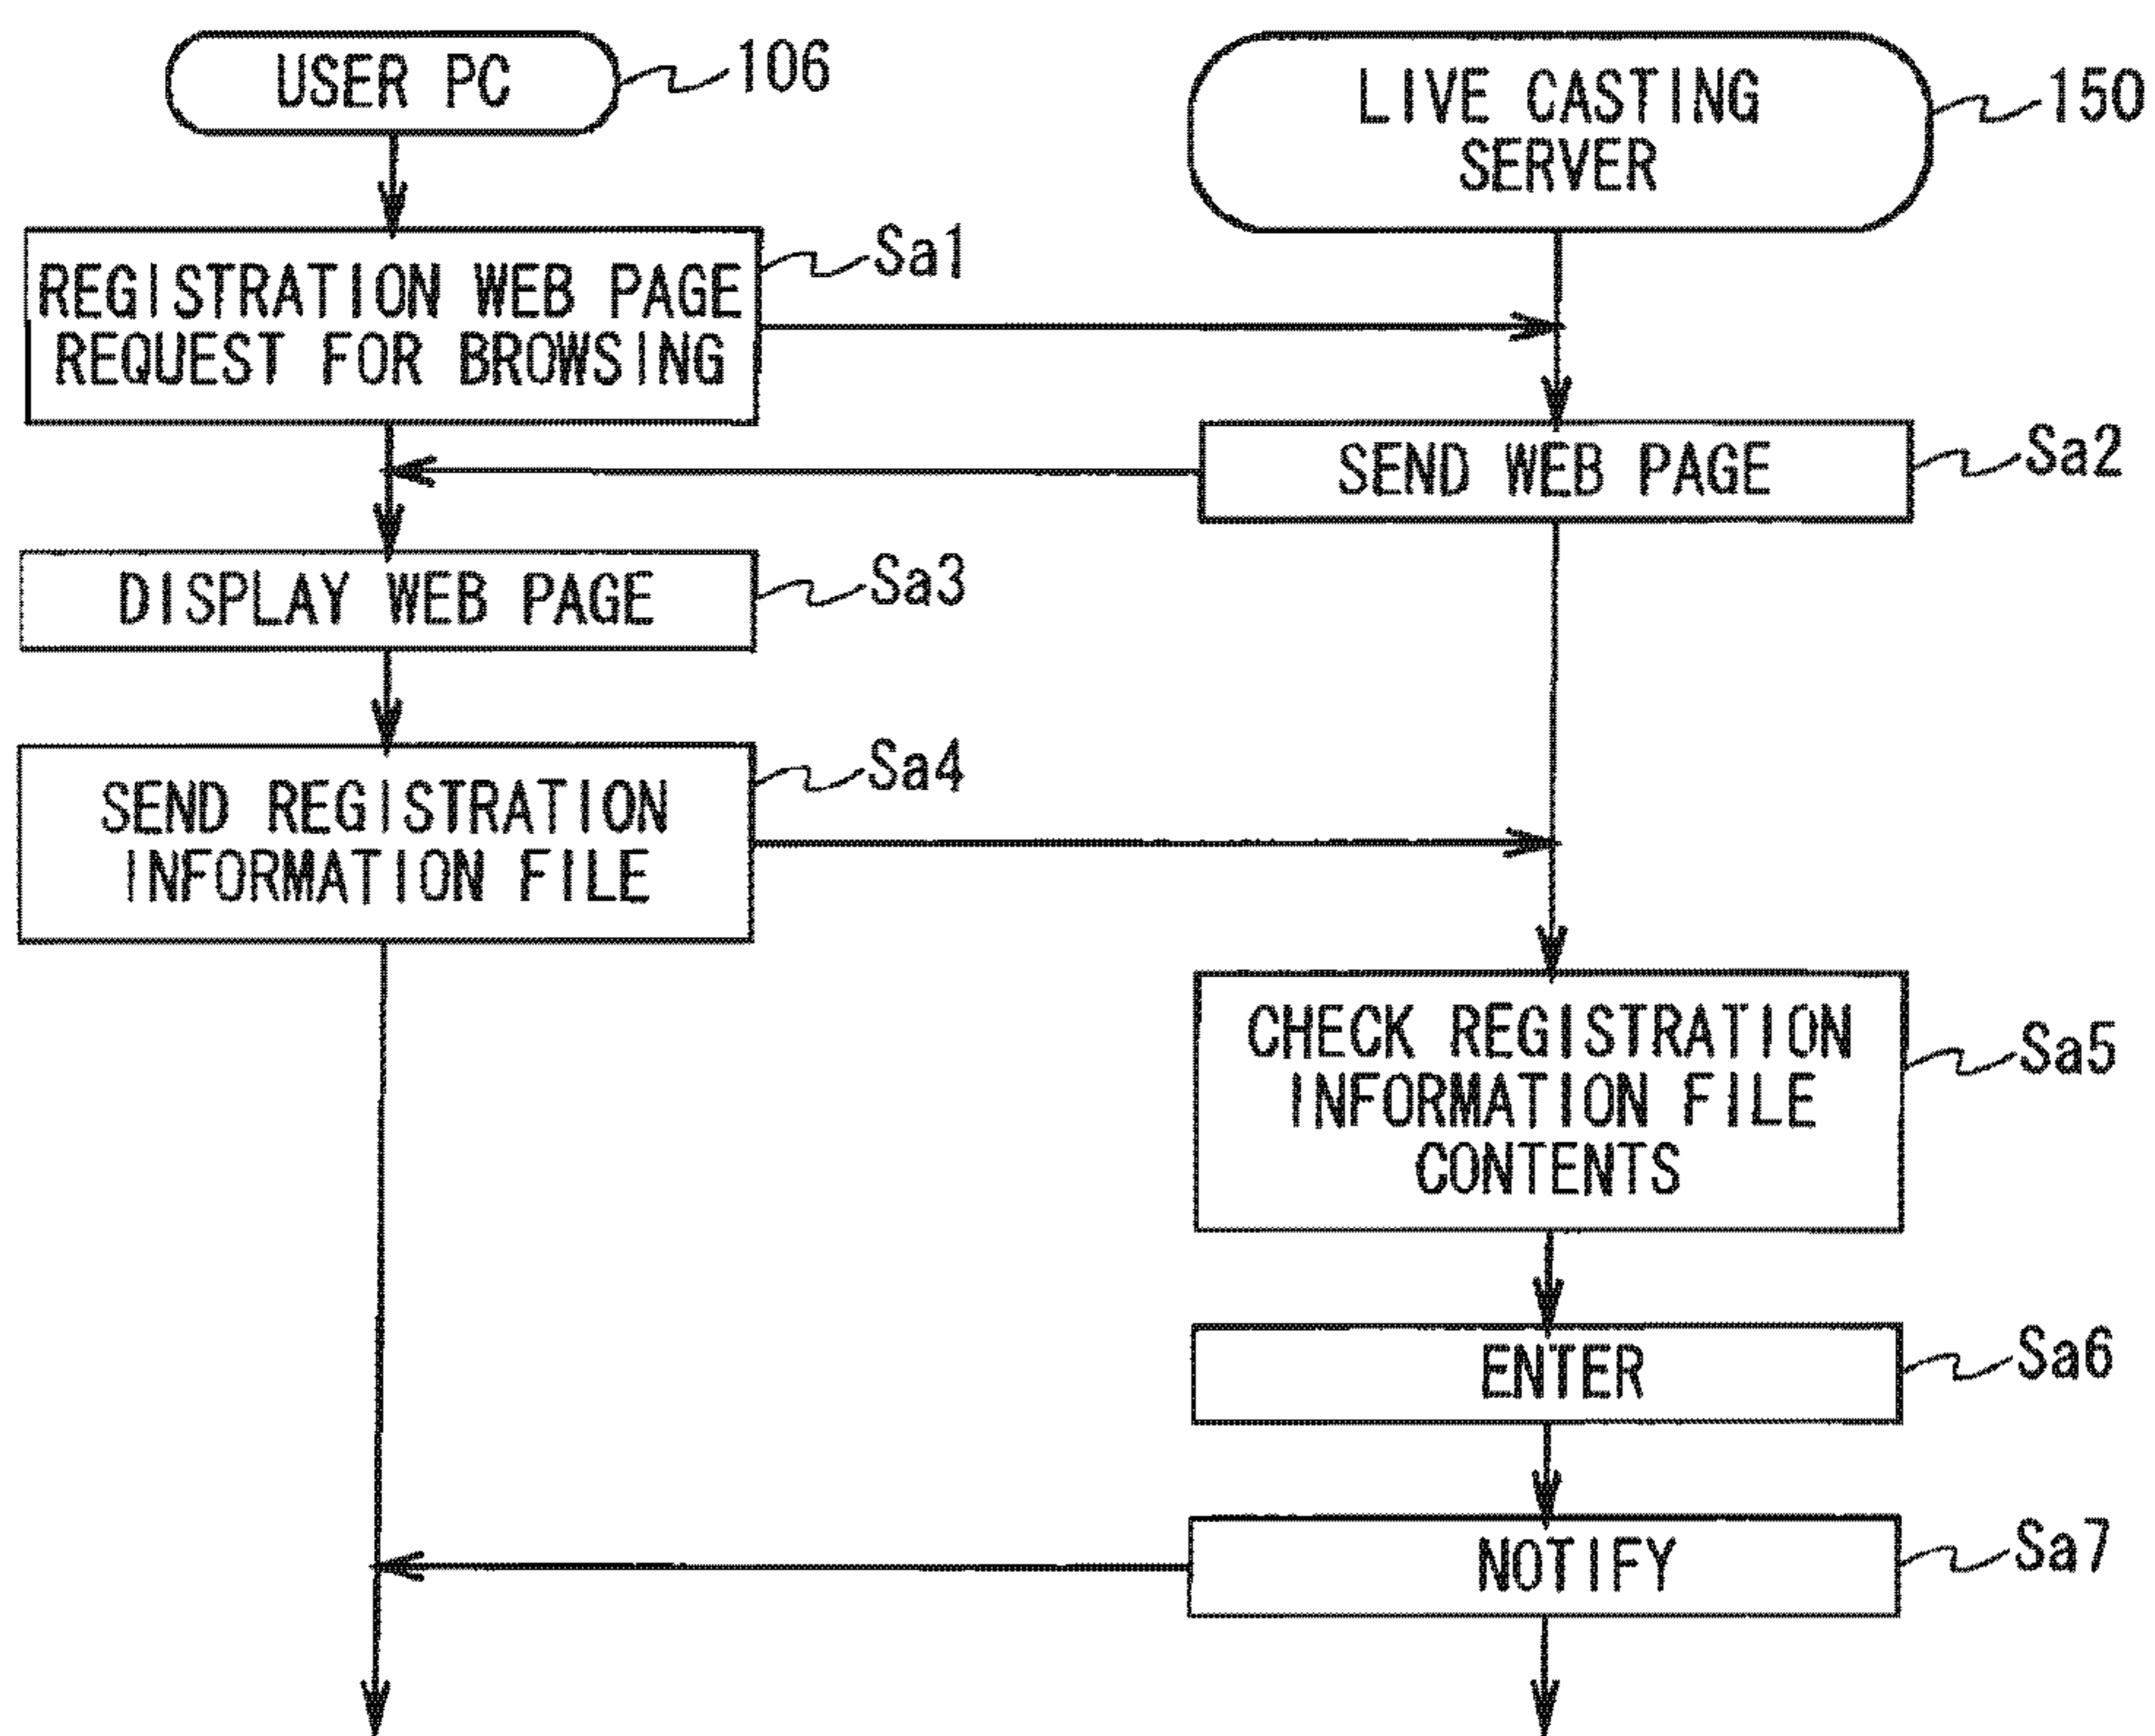 USER PC
106
LIVE CASTING
SERVER
150
REGISTRATION WEB PAGE
REQUEST FOR BROWSING
Sa1
SEND WEB PAGE
Sa2
DISPLAY WEB PAGE
Sa3
SEND REGISTRATION
INFORMATION FILE
Sa4
CHECK REGISTRATION
INFORMATION FILE
CONTENTS
Sa5
ENTER
Sa6
NOTIFY
Sa7